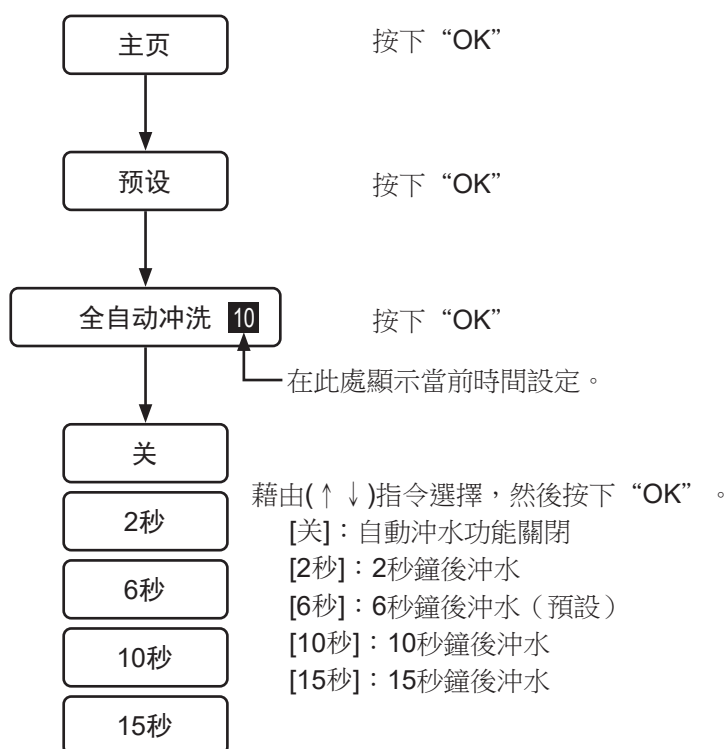 主页 按下“OK”
预设 按下“OK”
全自动冲洗 10 按下“OK”
在此處顯示當前時間設定。
关
藉由(↑↓)指令選擇，然後按下“OK”。
2秒
[关]：自動沖水功能關閉
[2秒]：2秒鐘後沖水
6秒
[6秒]：6秒鐘後沖水（預設）
[10秒]：10秒鐘後沖水
10秒
[15秒]：15秒鐘後沖水
15秒